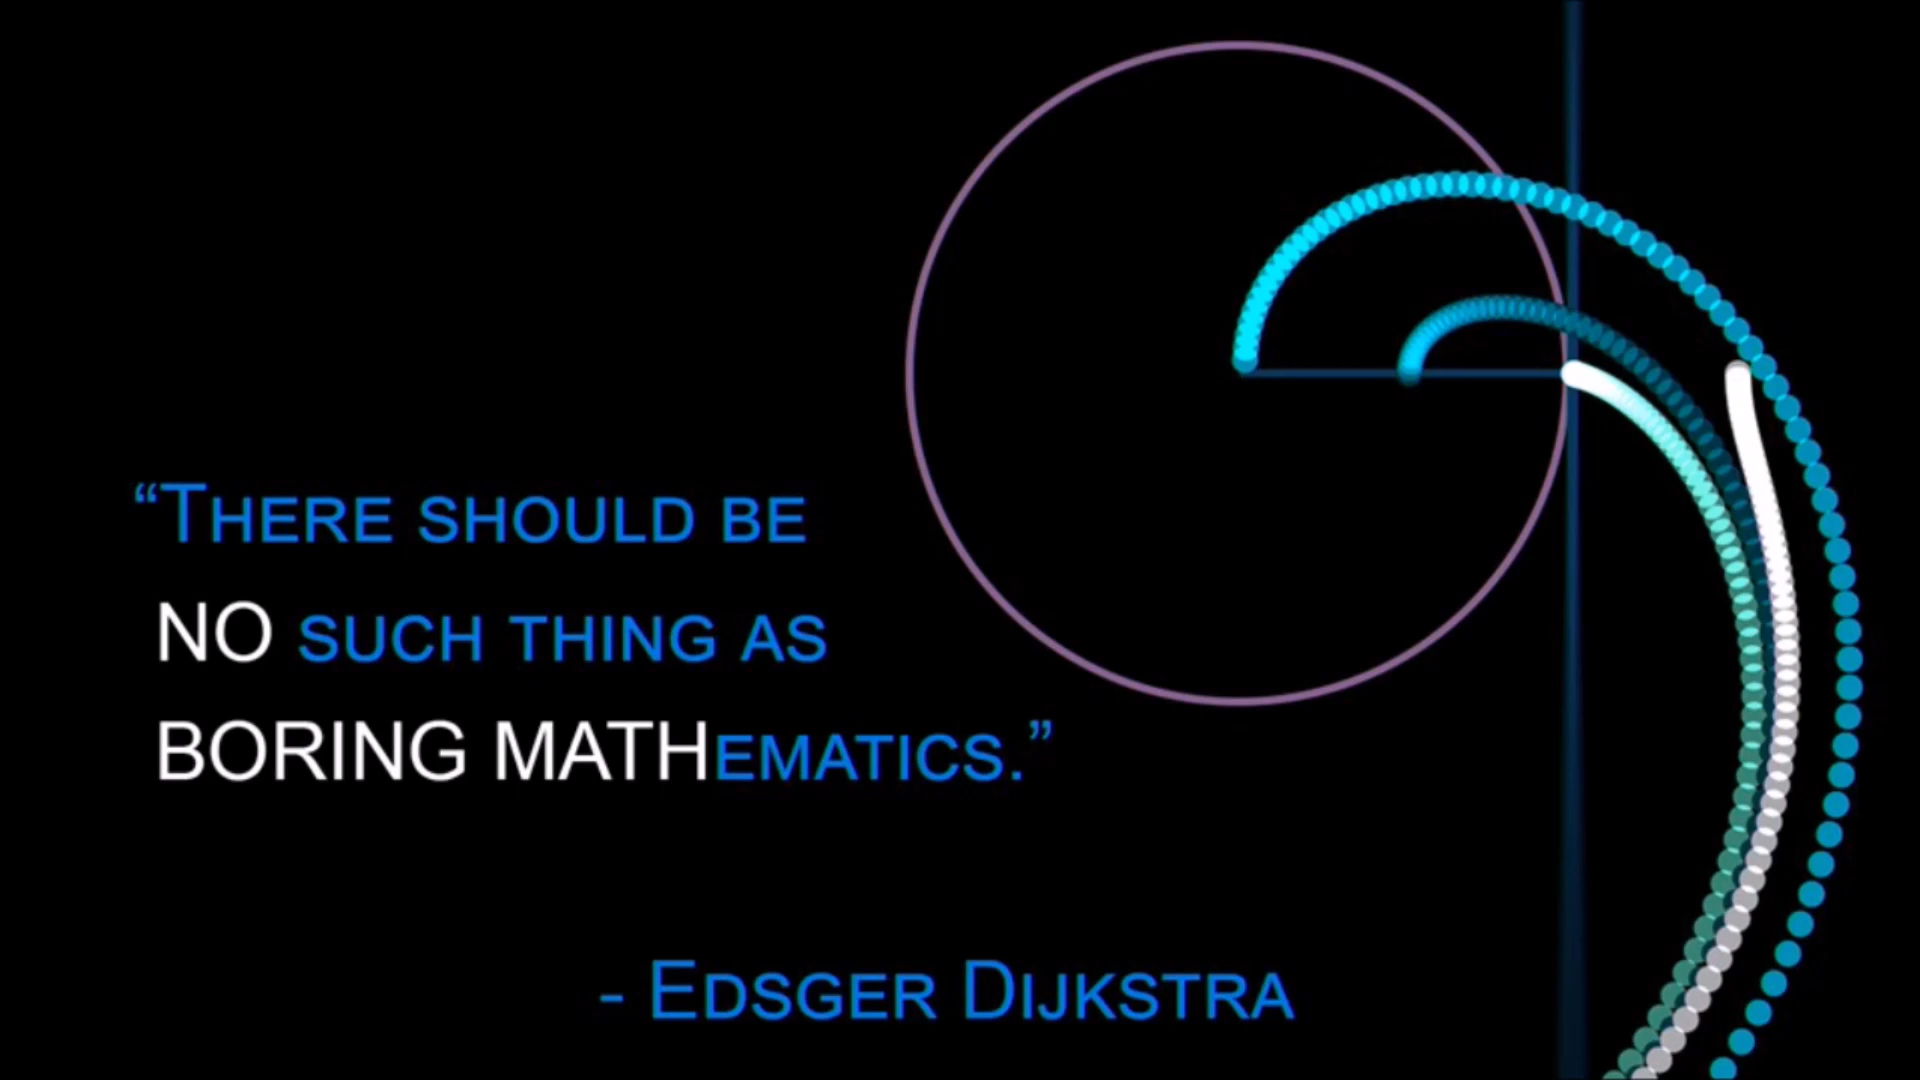 “There should be
NO such thing as
BORING MATHematics.”
- Edsger Dijkstra